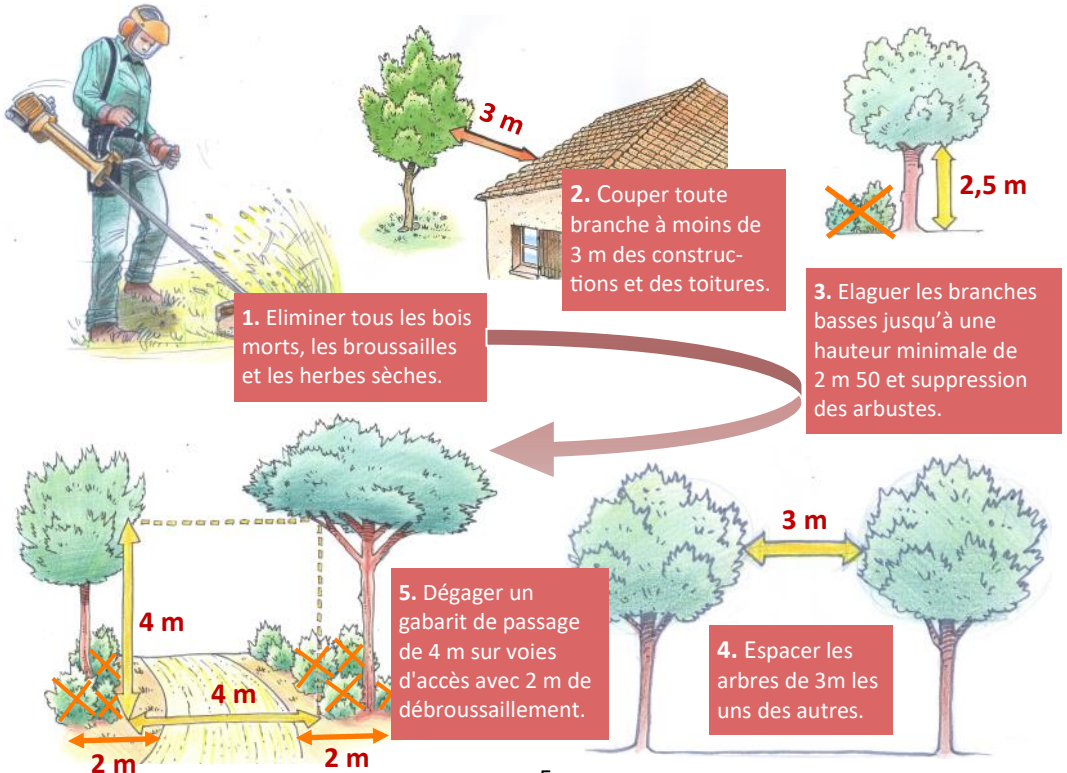 1. Eliminer tous les bois
morts, les broussailles
et les herbes sèches.
3 m
2. Couper toute
branche à moins de
3 m des construc-
tions et des toitures.
2,5 m
3. Elaguer les branches
basses jusqu’à une
hauteur minimale de
2 m 50 et suppression
des arbustes.
3 m
4. Espacer les
arbres de 3m les
uns des autres.
4 m
4 m
2 m
2 m
5. Dégager un
gabarit de passage
de 4 m sur voies
d'accès avec 2 m de
débroussaillement.